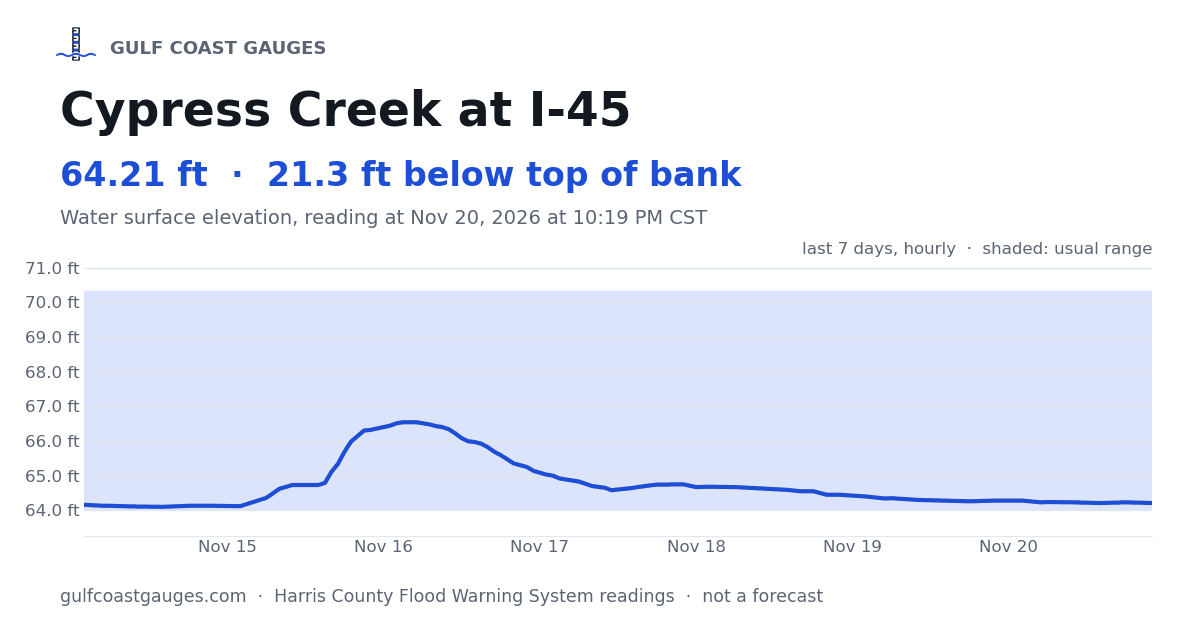 GULF COAST GAUGES
Cypress Creek at I-45
64.21 ft · 21.3 ft below top of bank
Water surface elevation, reading at Nov 20, 2026 at 10:19 PM CST
last 7 days, hourly · shaded: usual range
71.0 ft
70.0 ft
69.0 ft
68.0 ft
67.0 ft
66.0 ft
65.0 ft
64.0 ft
Nov 15 Nov 16 Nov 17 Nov 18 Nov 19 Nov 20
gulfcoastgauges.com · Harris County Flood Warning System readings · not a forecast